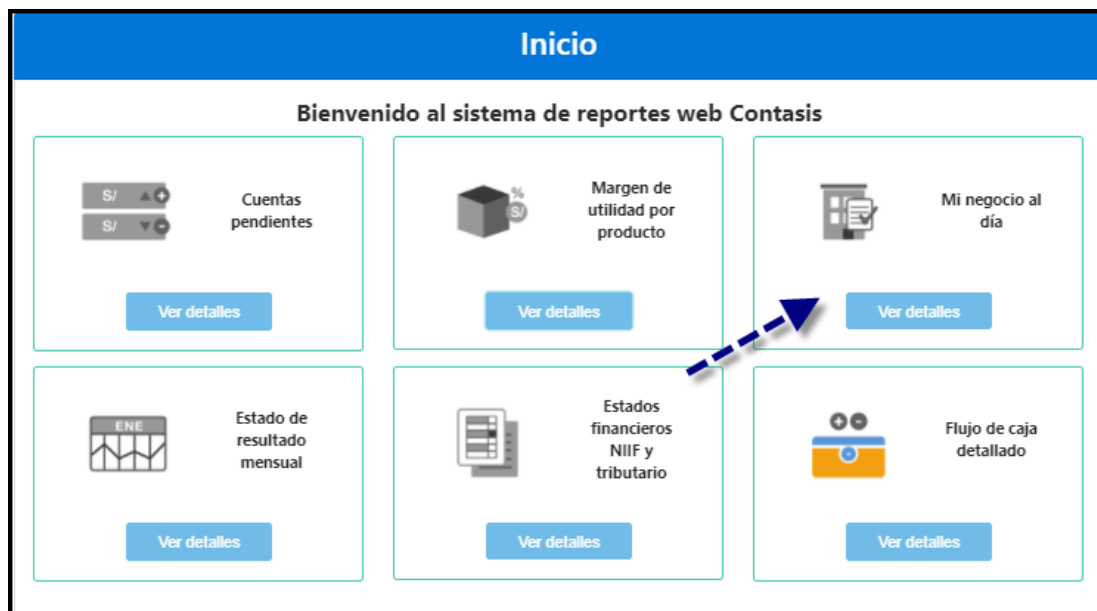 Inicio
Bienvenido al sistema de reportes web Contasis
S/
S/
Cuentas
pendientes
Ver detalles
%
S/
Margen de
utilidad por
producto
Ver detalles
Mi negocio al
día
Ver detalles
ENE
Estado de
resultado
mensual
Ver detalles
Estados
financieros
NIIF y
tributario
Ver detalles
Flujo de caja
detallado
Ver detalles